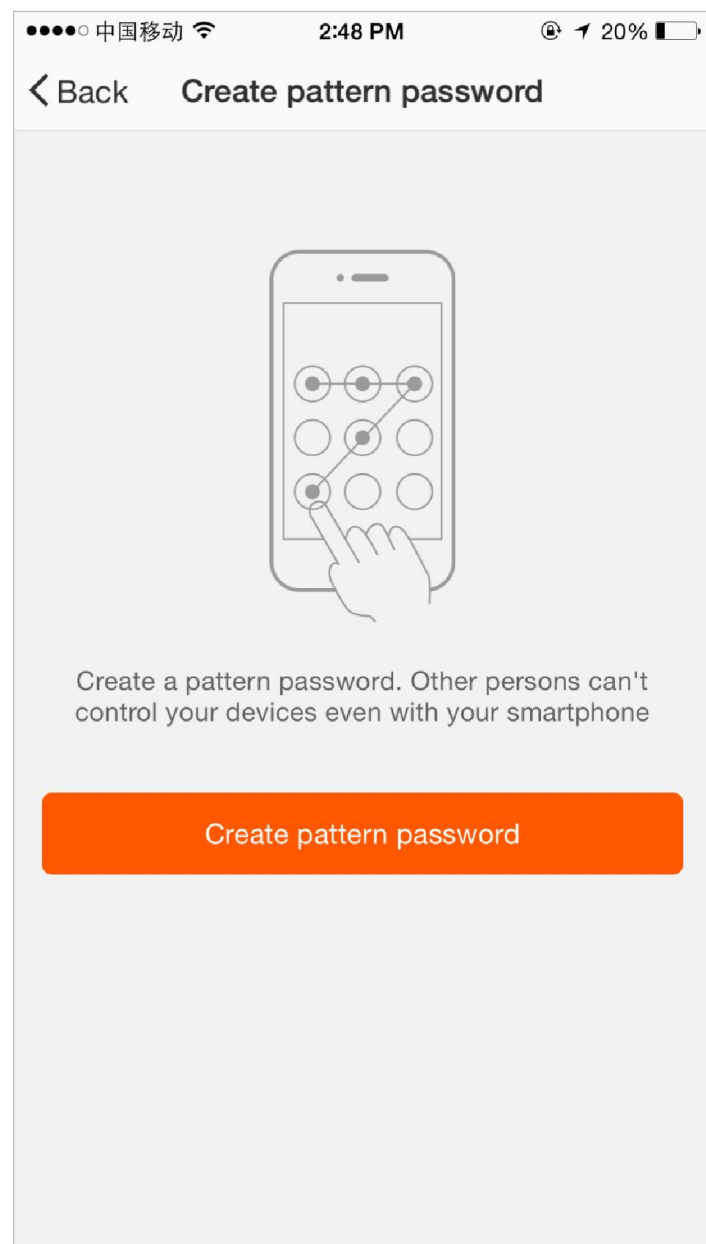 中国移动 2:48 PM 20%
Back Create pattern password
Create a pattern password. Other persons can't
control your devices even with your smartphone
Create pattern password